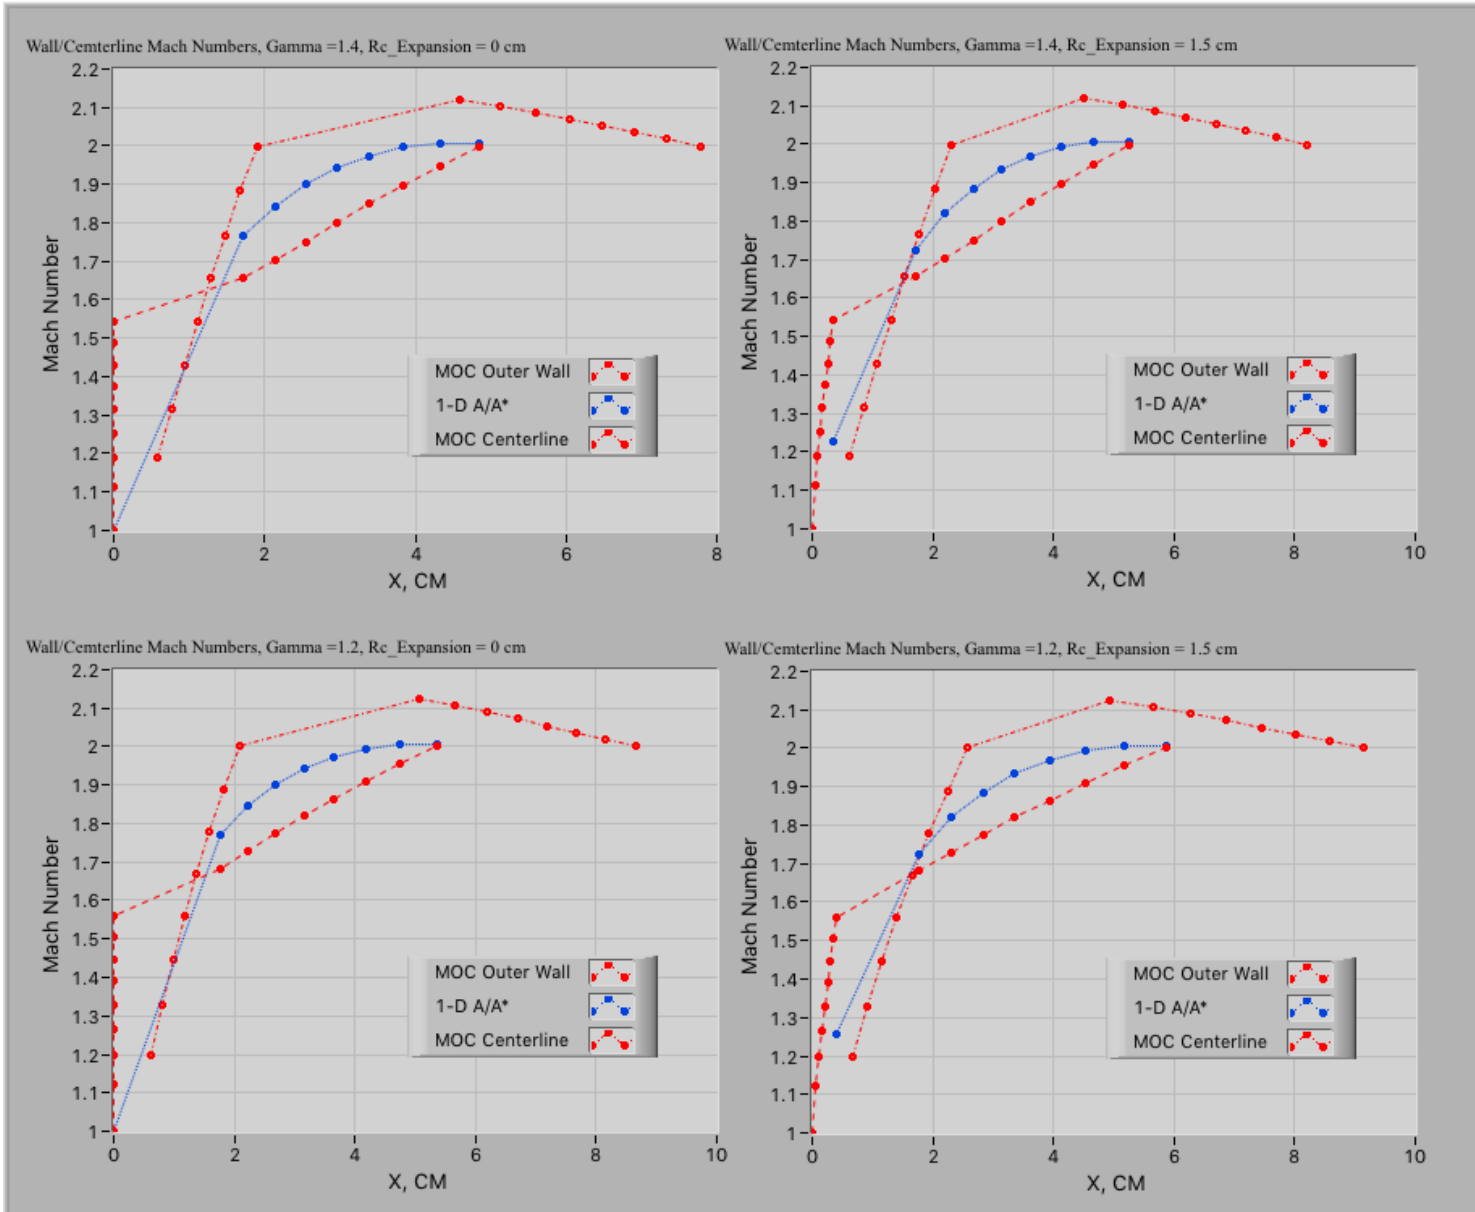 Wall/Cemterline Mach Numbers, Gamma =1.4, Rc_Expansion = 0 cm
2.2
2.1
2
1.9
1.8
1.7
1.6
1.5
1.4
1.3
1.2
1.1
1
Mach Number
0 2 4 6 8
X, CM
MOC Outer Wall
1-D A/A*
MOC Centerline
Wall/Cemterline Mach Numbers, Gamma =1.4, Rc_Expansion = 1.5 cm
2.2
2.1
2
1.9
1.8
1.7
1.6
1.5
1.4
1.3
1.2
1.1
1
Mach Number
0 2 4 6 8 10
X, CM
MOC Outer Wall
1-D A/A*
MOC Centerline
Wall/Cemterline Mach Numbers, Gamma =1.2, Rc_Expansion = 0 cm
2.2
2.1
2
1.9
1.8
1.7
1.6
1.5
1.4
1.3
1.2
1.1
1
Mach Number
0 2 4 6 8 10
X, CM
MOC Outer Wall
1-D A/A*
MOC Centerline
Wall/Cemterline Mach Numbers, Gamma =1.2, Rc_Expansion = 1.5 cm
2.2
2.1
2
1.9
1.8
1.7
1.6
1.5
1.4
1.3
1.2
1.1
1
Mach Number
0 2 4 6 8 10
X, CM
MOC Outer Wall
1-D A/A*
MOC Centerline